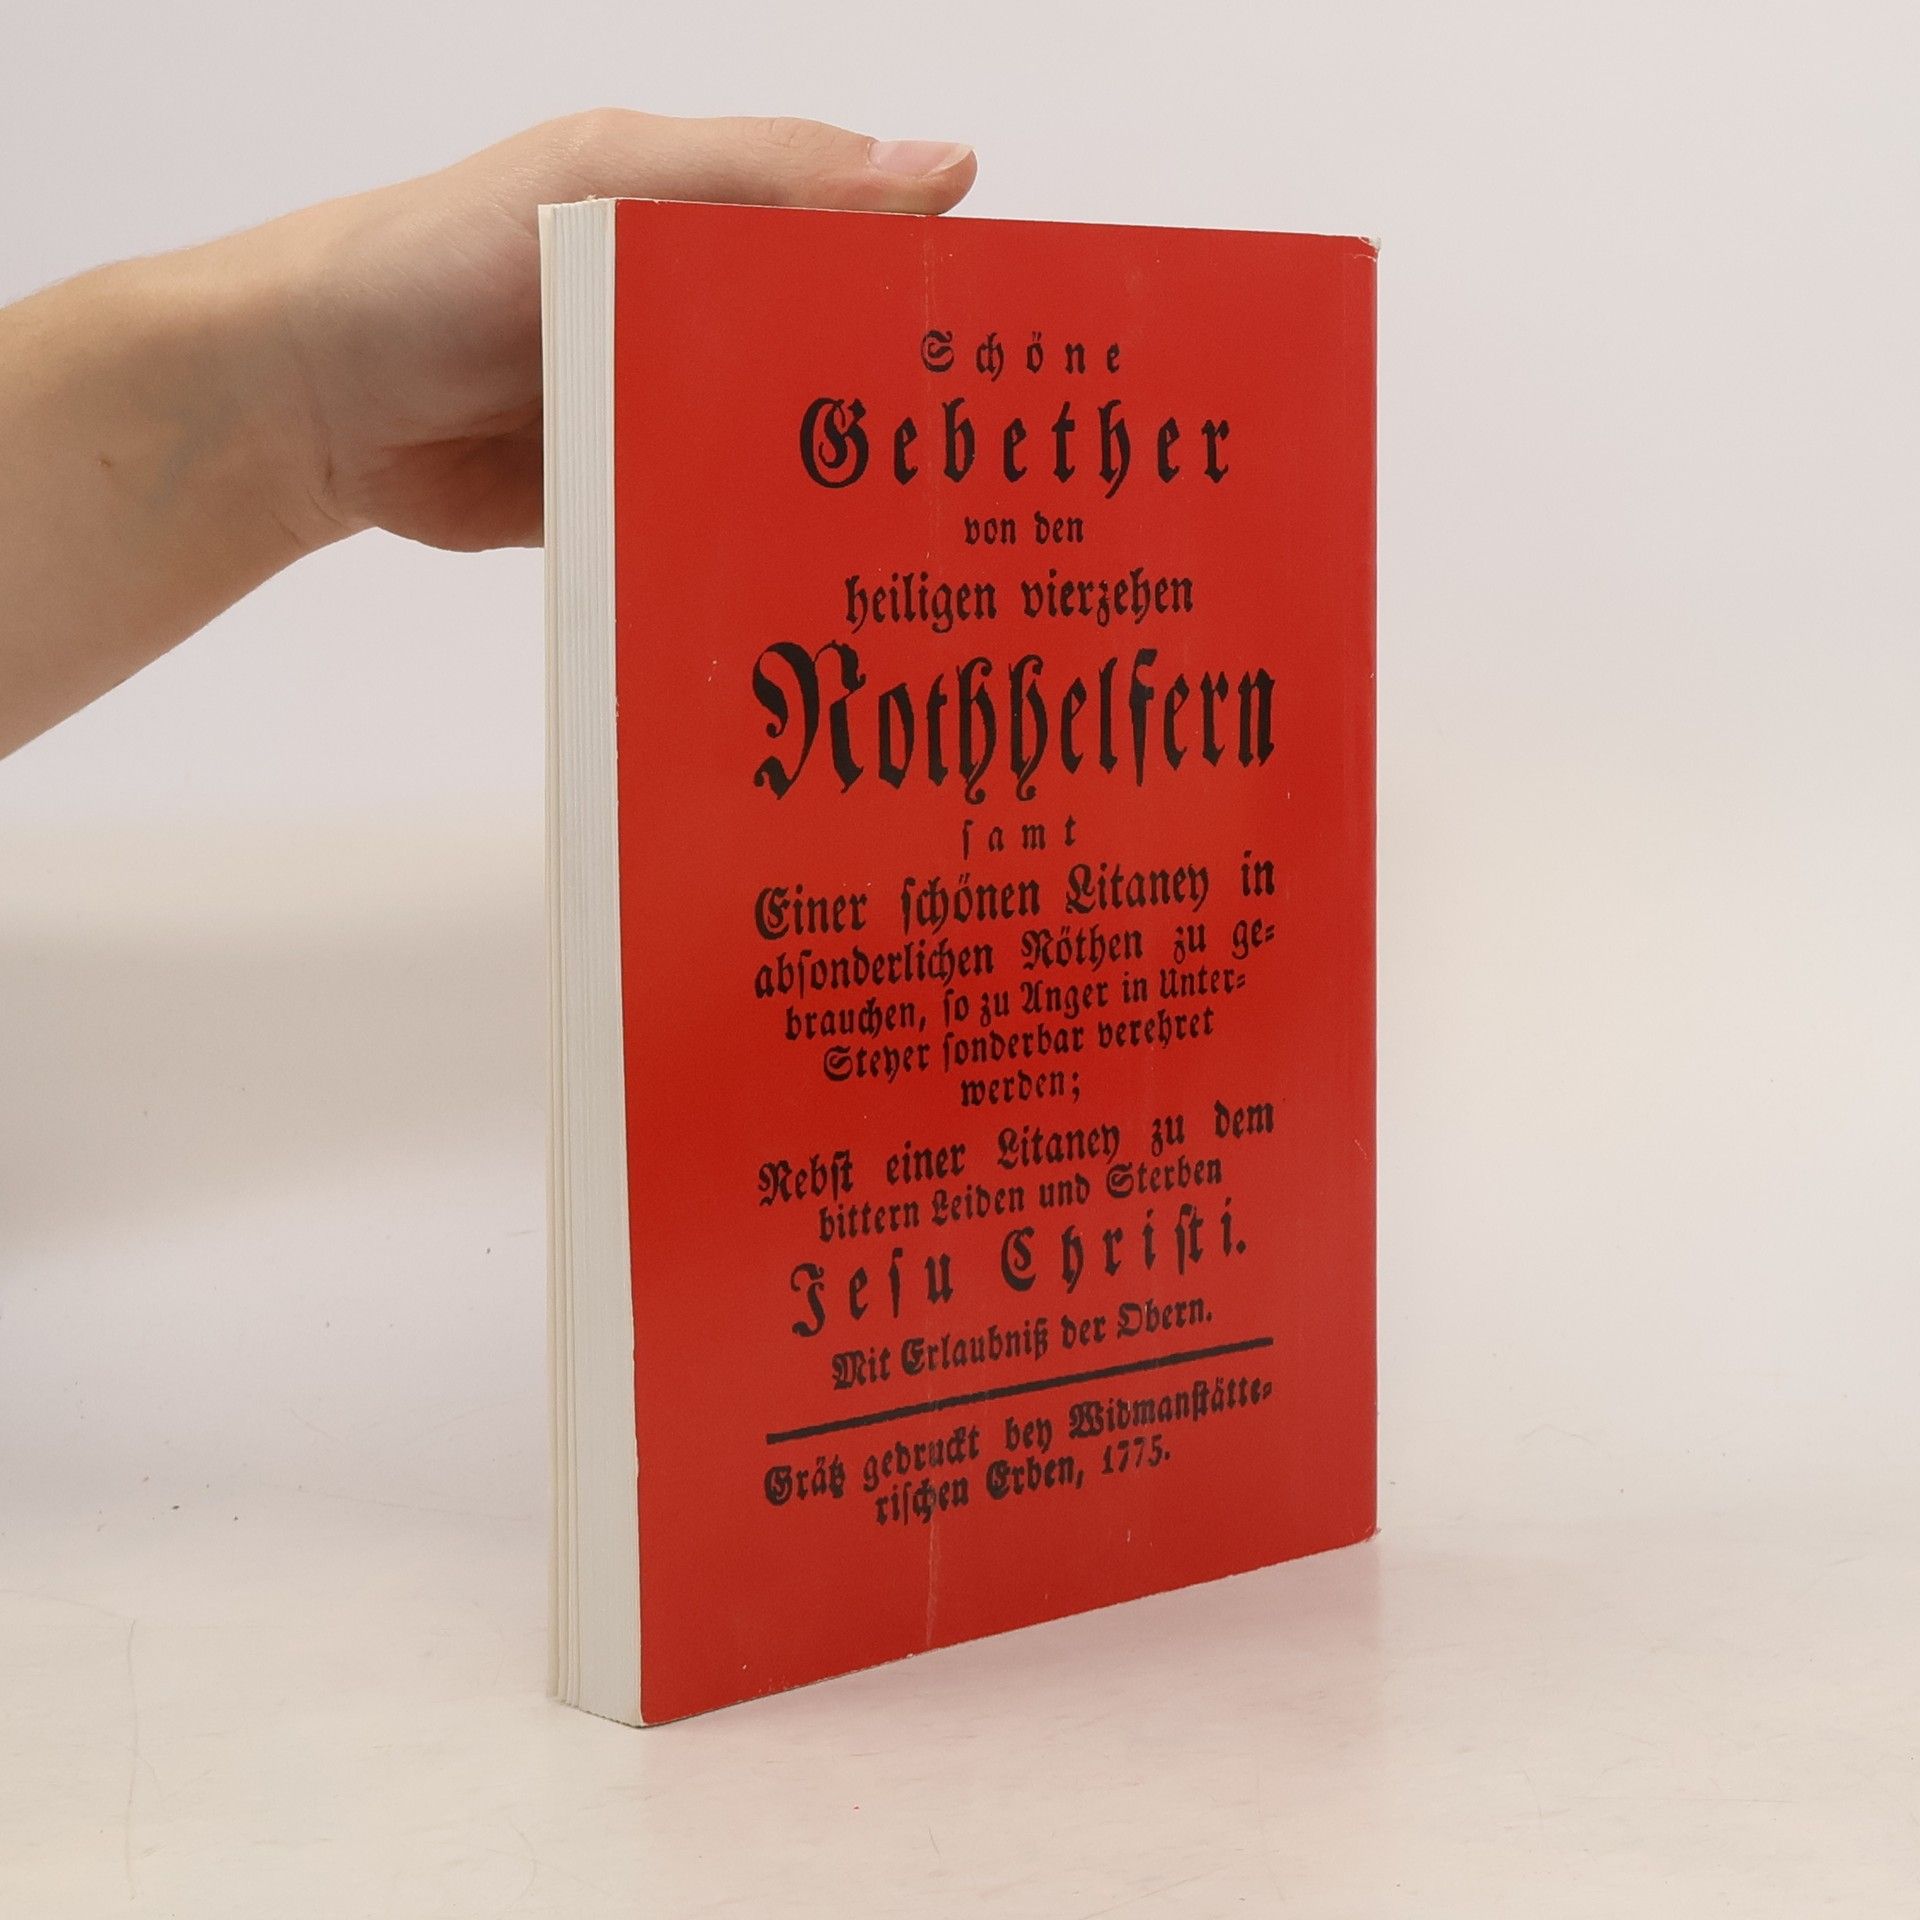 Schöne
Gebether
von den
heiligen vierzehen
Nothhelfern
ſamt
Einer ſchönen Litaney in
abſonderlichen Nöthen zu ge⸗
brauchen, ſo zu Anger in Unter⸗
Steyer ſonderbar verehret
werden;
Nebſt einer Litaney zu dem
bittern Leiden und Sterben
Jeſu Chriſti.
Mit Erlaubniß der Obern.
Grätz gedruckt bey Widmanſtätte⸗
riſchen Erben, 1775.